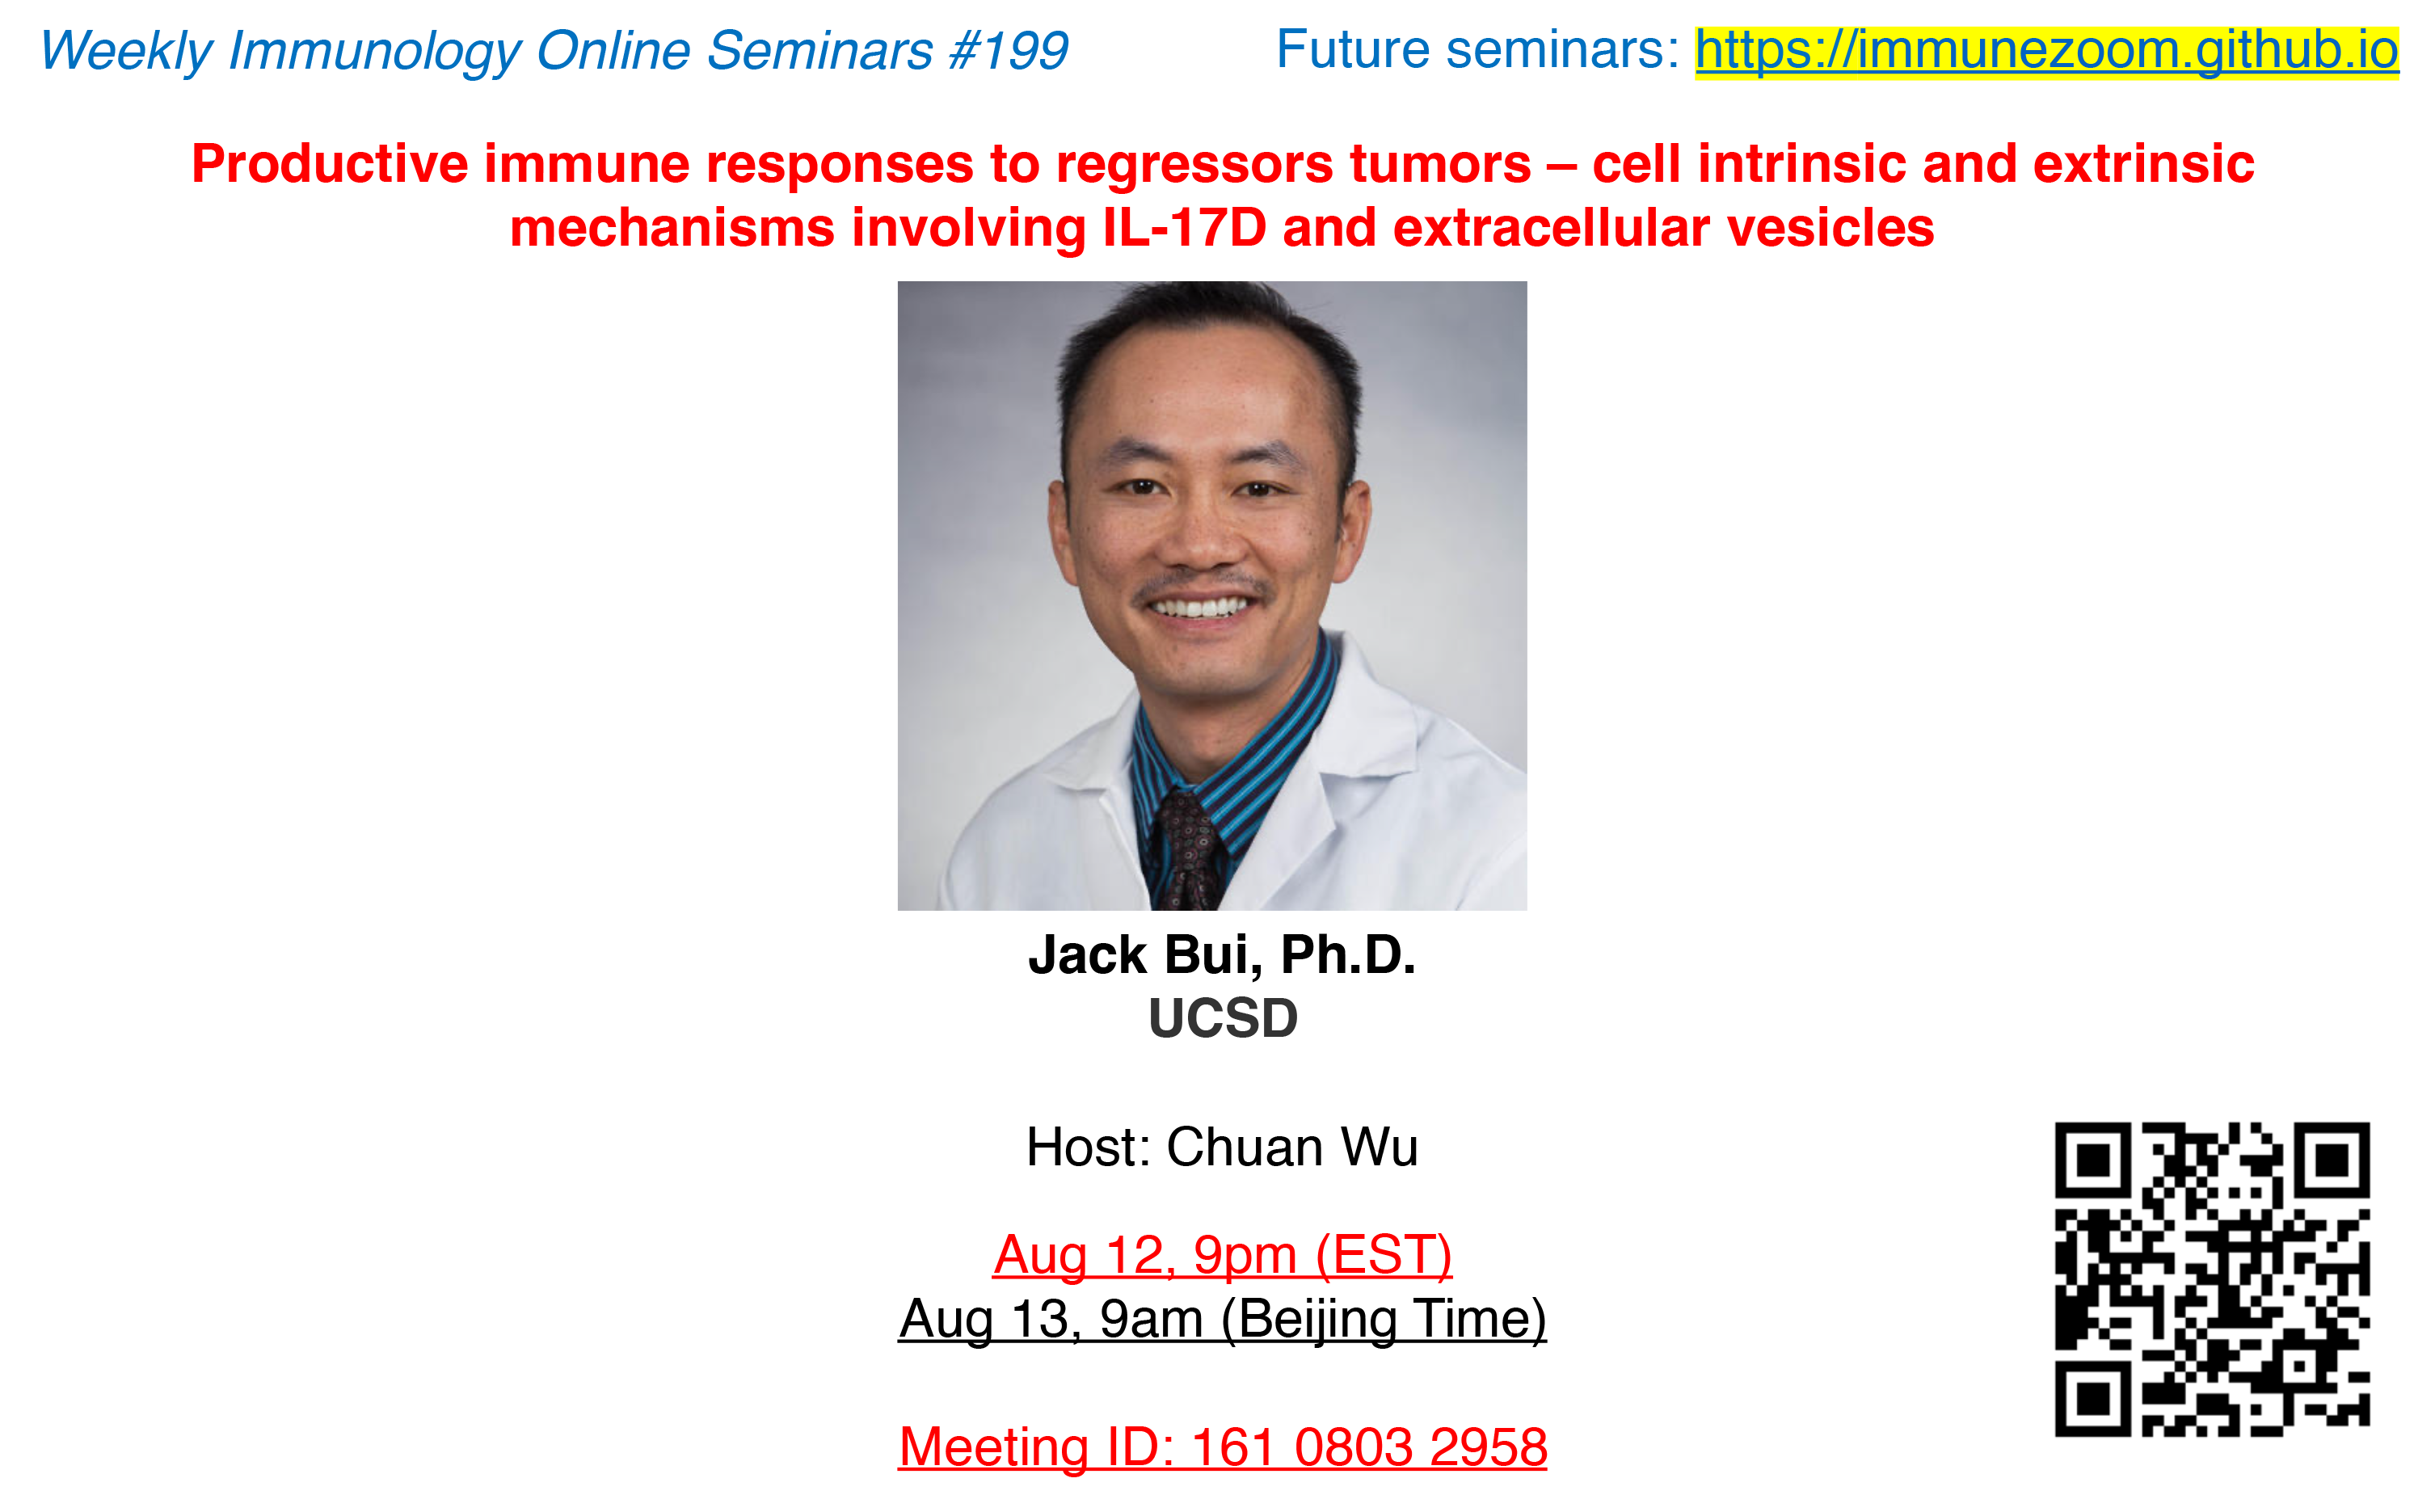 Weekly Immunology Online Seminars #199
Future seminars: https://immunezoom.github.io
Productive immune responses to regressors tumors – cell intrinsic and extrinsic
mechanisms involving IL-17D and extracellular vesicles
Jack Bui, Ph.D.
UCSD
Host: Chuan Wu
Aug 12, 9pm (EST)
Aug 13, 9am (Beijing Time)
Meeting ID: 161 0803 2958